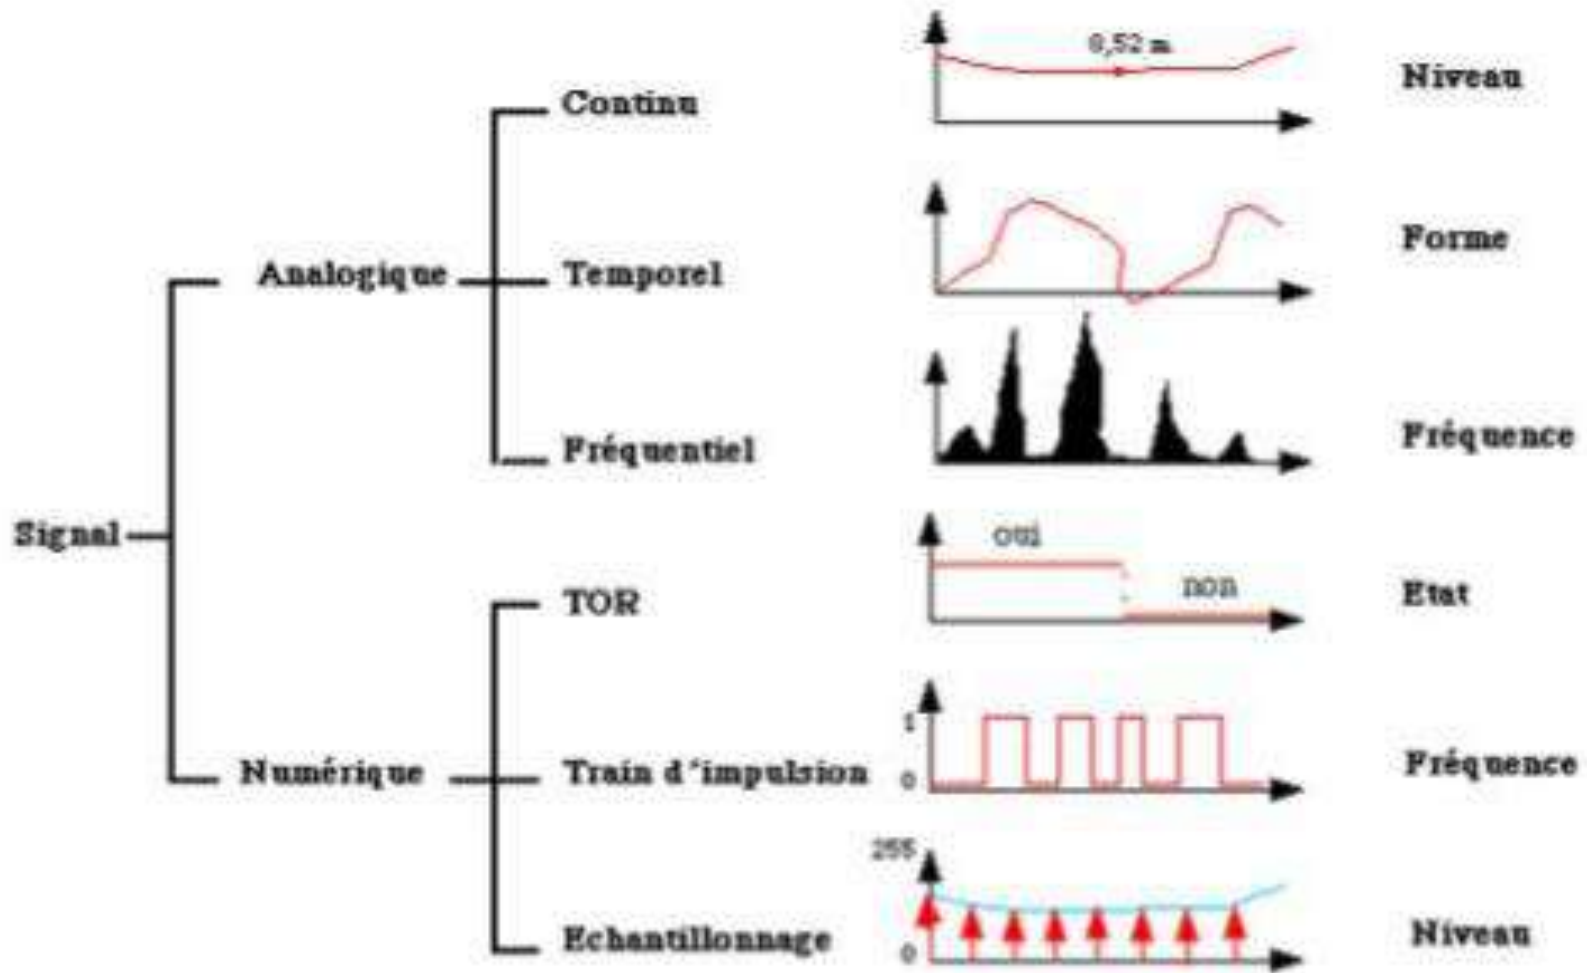 0,52 m
Niveau
Continu
Forme
Analogique
Temporel
Fréquence
Fréquentiel
Signal
oui
non
Etat
TOR
1
0
Fréquence
Numérique
Train d'impulsion
255
0
Niveau
Echantillonnage